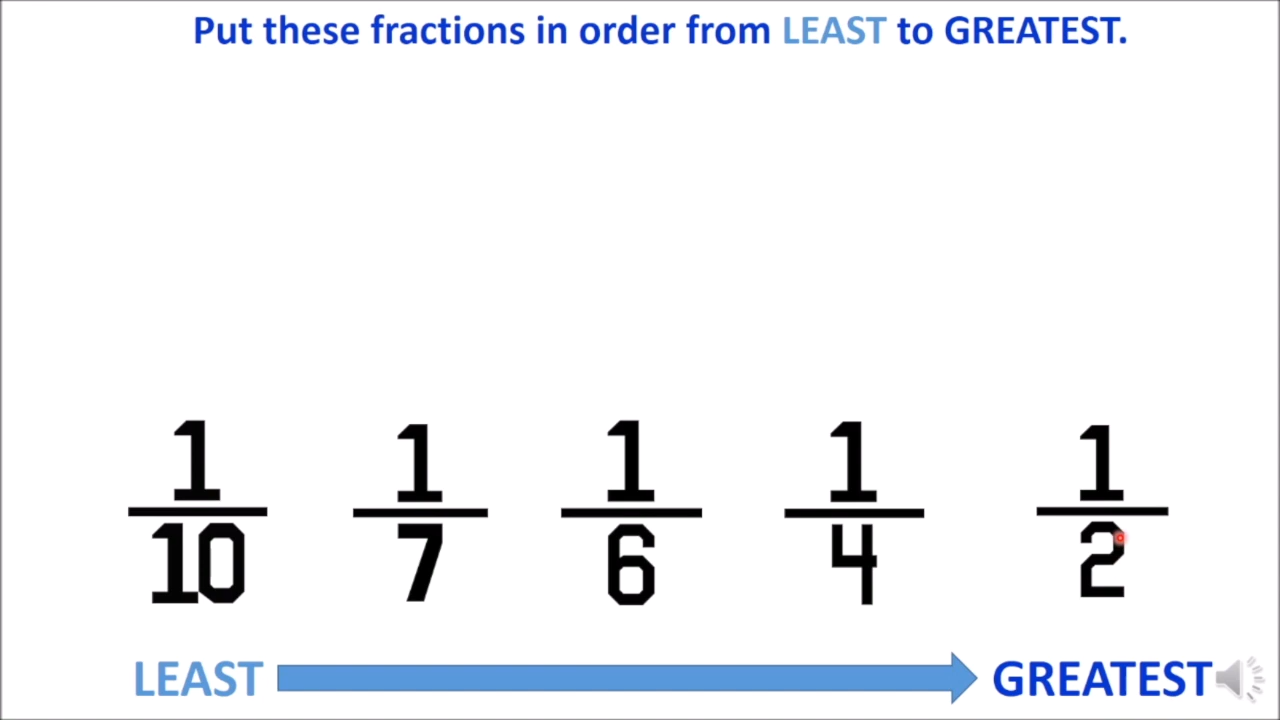 Put these fractions in order from LEAST to GREATEST.
1 1 1 1 1
10 7 6 4 2
LEAST GREATEST